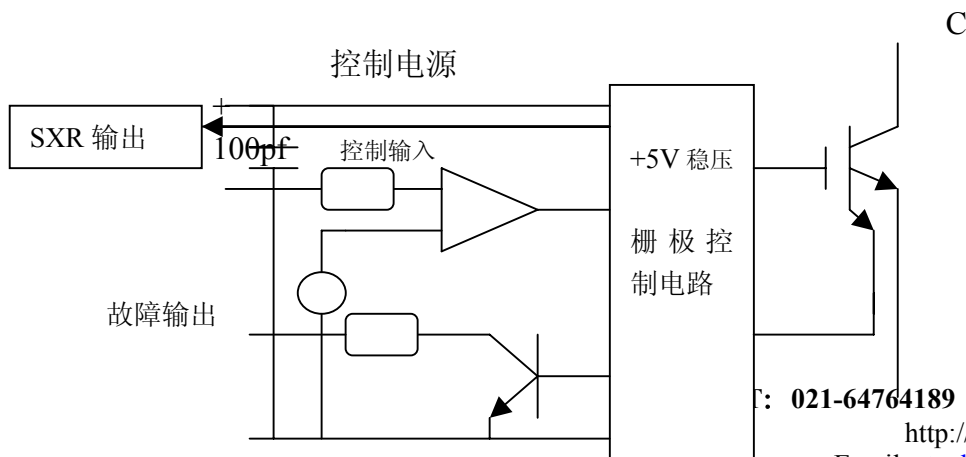 C
控制电源
+
SXR 输出
100pf
控制输入
+5V 稳压
栅 极 控
制电路
故障输出
021-64764189
http://